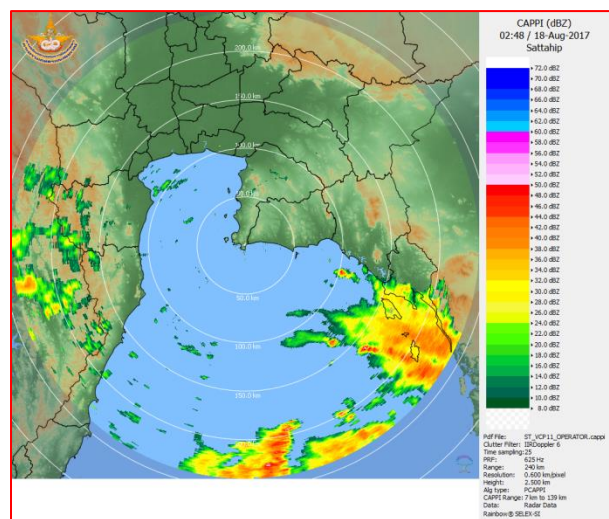 CAPPI (dBZ)
02:48 / 18-Aug-2017
Sattahip
72.0 dBZ
70.0 dBZ
68.0 dBZ
66.0 dBZ
64.0 dBZ
62.0 dBZ
60.0 dBZ
58.0 dBZ
56.0 dBZ
54.0 dBZ
52.0 dBZ
50.0 dBZ
48.0 dBZ
46.0 dBZ
44.0 dBZ
42.0 dBZ
40.0 dBZ
38.0 dBZ
36.0 dBZ
34.0 dBZ
32.0 dBZ
30.0 dBZ
28.0 dBZ
26.0 dBZ
24.0 dBZ
22.0 dBZ
20.0 dBZ
18.0 dBZ
16.0 dBZ
14.0 dBZ
12.0 dBZ
10.0 dBZ
8.0 dBZ
200.0 km
150.0 km
100.0 km
50.0 km
50.0 km
100.0 km
150.0 km
Pdf File: ST_VCP11_OPERATOR.cappi
Clutter Filter: IIRDoppler 6
Time sampling: 25
PRF: 625 Hz
Range: 240 km
Resolution: 0.600 km/pixel
Height: 2.500 km
Alg type: PCAPPI
CAPPI Range: 7 km to 139 km
Data: Radar Data
Rainbow® SELEX-SI